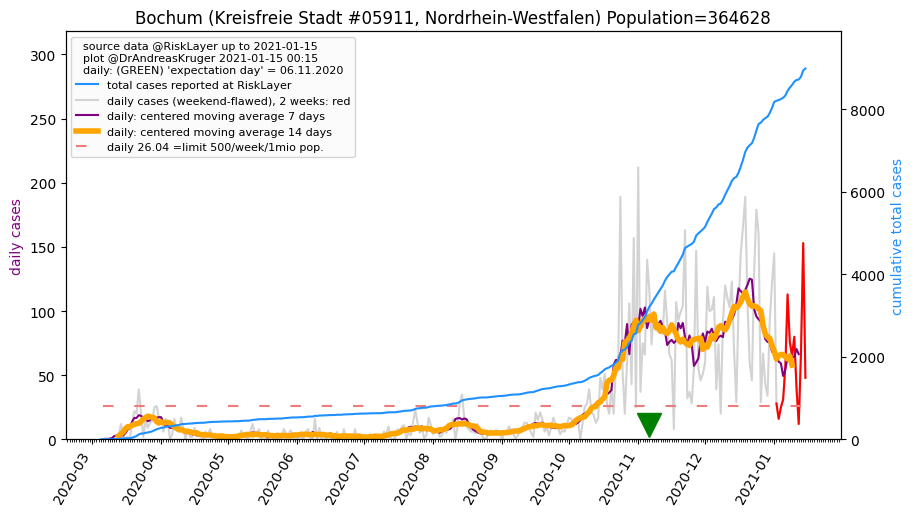 Bochum (Kreisfreie Stadt #05911, Nordrhein-Westfalen) Population=364628
source data @RiskLayer up to 2021-01-15
plot @DrAndreasKruger 2021-01-15 00:15
daily: (GREEN) 'expectation day' = 06.11.2020
total cases reported at RiskLayer
daily cases (weekend-flawed), 2 weeks: red
daily: centered moving average 7 days
daily: centered moving average 14 days
daily 26.04 =limit 500/week/1mio pop.
daily cases
300
250
200
150
100
50
0
cumulative total cases
8000
6000
4000
2000
0
2020-03
2020-04
2020-05
2020-06
2020-07
2020-08
2020-09
2020-10
2020-11
2020-12
2021-01